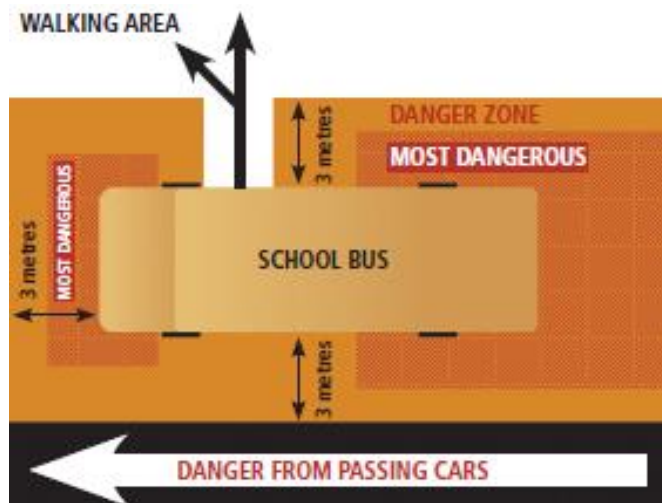 WALKING AREA
3 metres
DANGER ZONE
MOST DANGEROUS
MOST DANGEROUS
3 metres
SCHOOL BUS
3 metres
DANGER FROM PASSING CARS